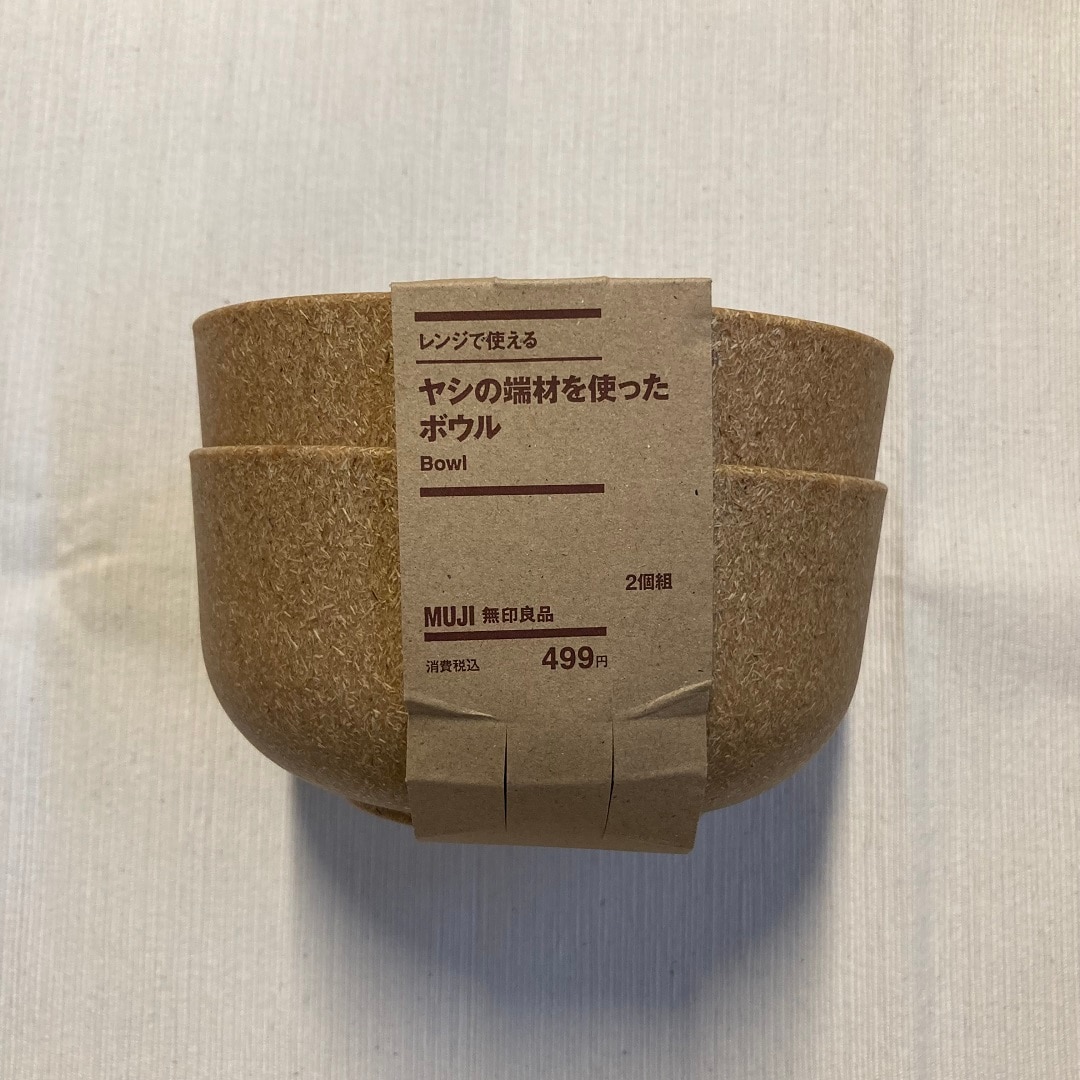 レンジで使える
ヤシの端材を使った
ボウル
Bowl
2個組
MUJI 無印良品
消費税込 499円